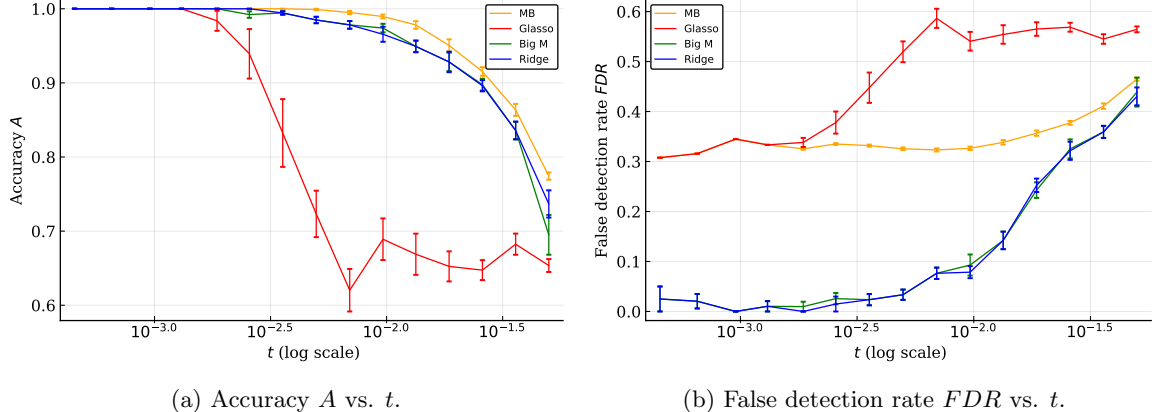 1.0
0.9
0.8
0.7
0.6
Accuracy A
MB
Glasso
Big M
Ridge
10^−3.0
10^−2.5
10^−2.0
10^−1.5
t (log scale)
(a) Accuracy A vs. t.
0.6
0.5
0.4
0.3
0.2
0.1
0.0
False detection rate FDR
MB
Glasso
Big M
Ridge
10^−3.0
10^−2.5
10^−2.0
10^−1.5
t (log scale)
(b) False detection rate FDR vs. t.